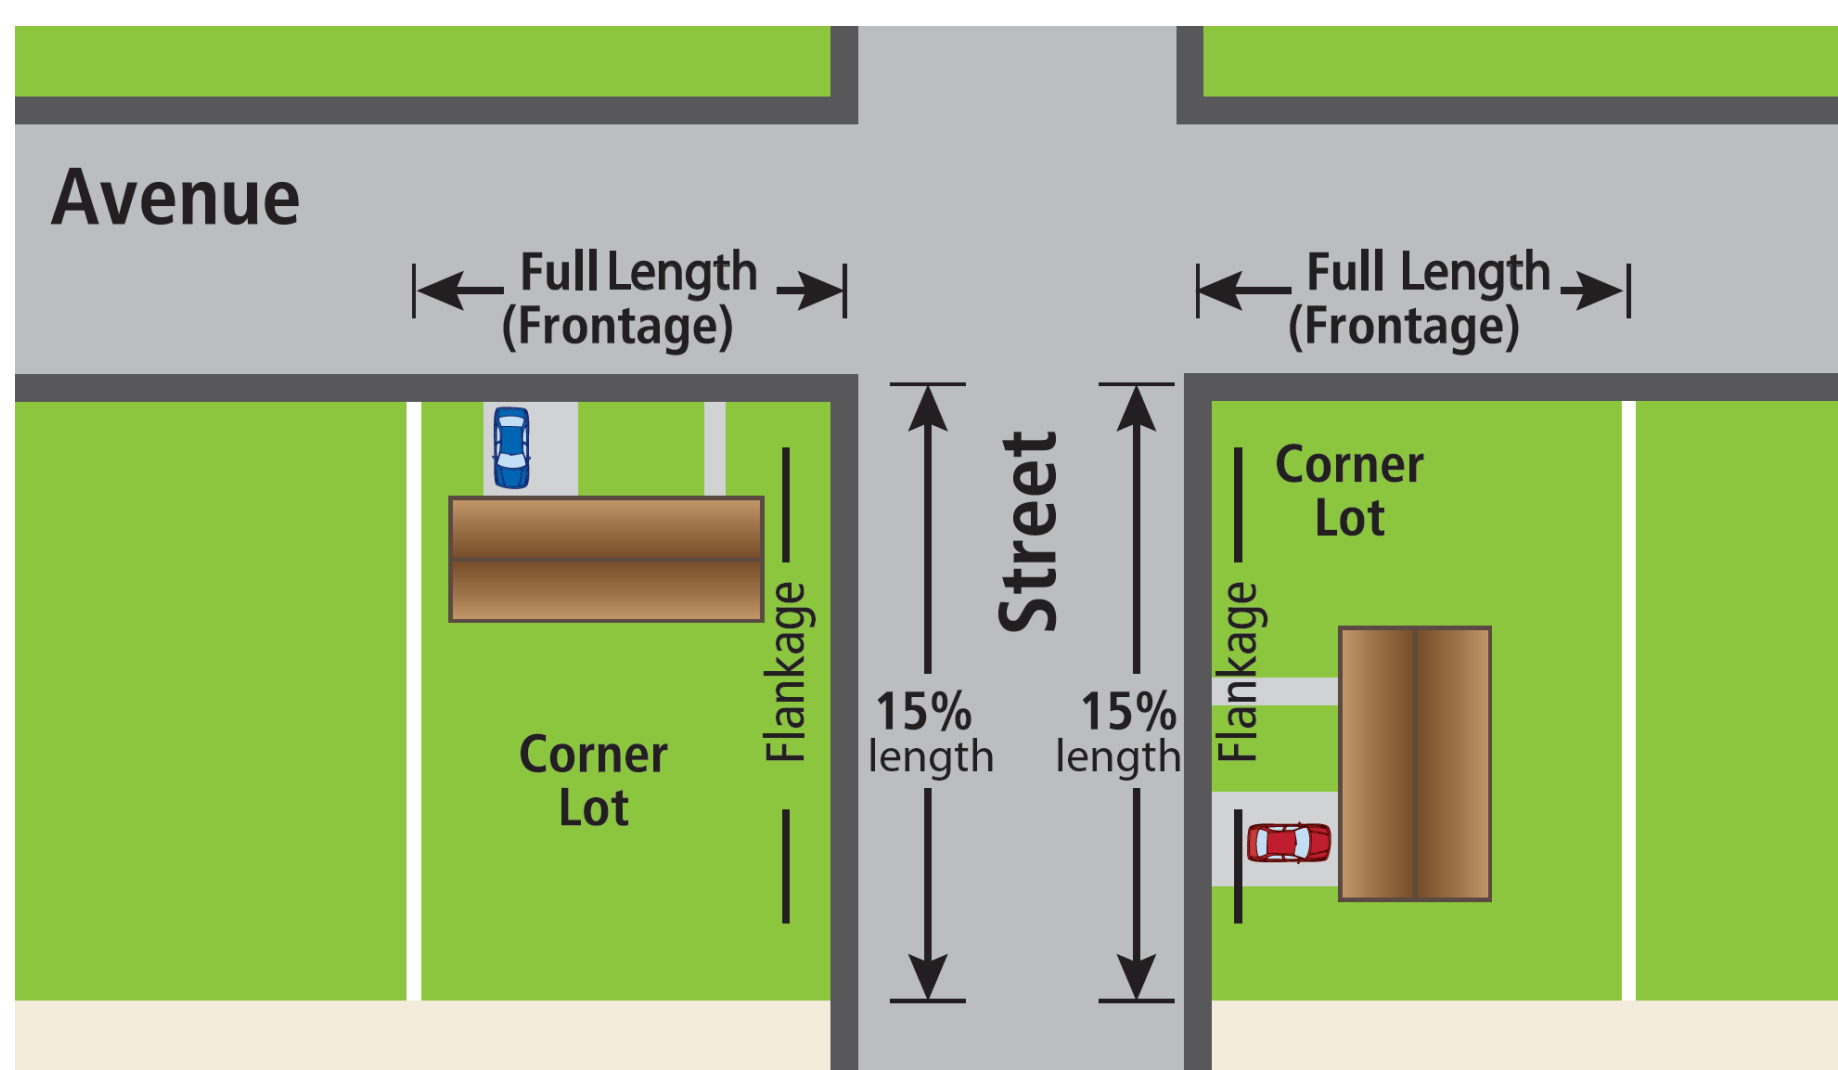 Avenue
Full Length
(Frontage)
Full Length
(Frontage)
Street
Corner
Lot
Flankage
Flankage
15%
length
15%
length
Corner
Lot